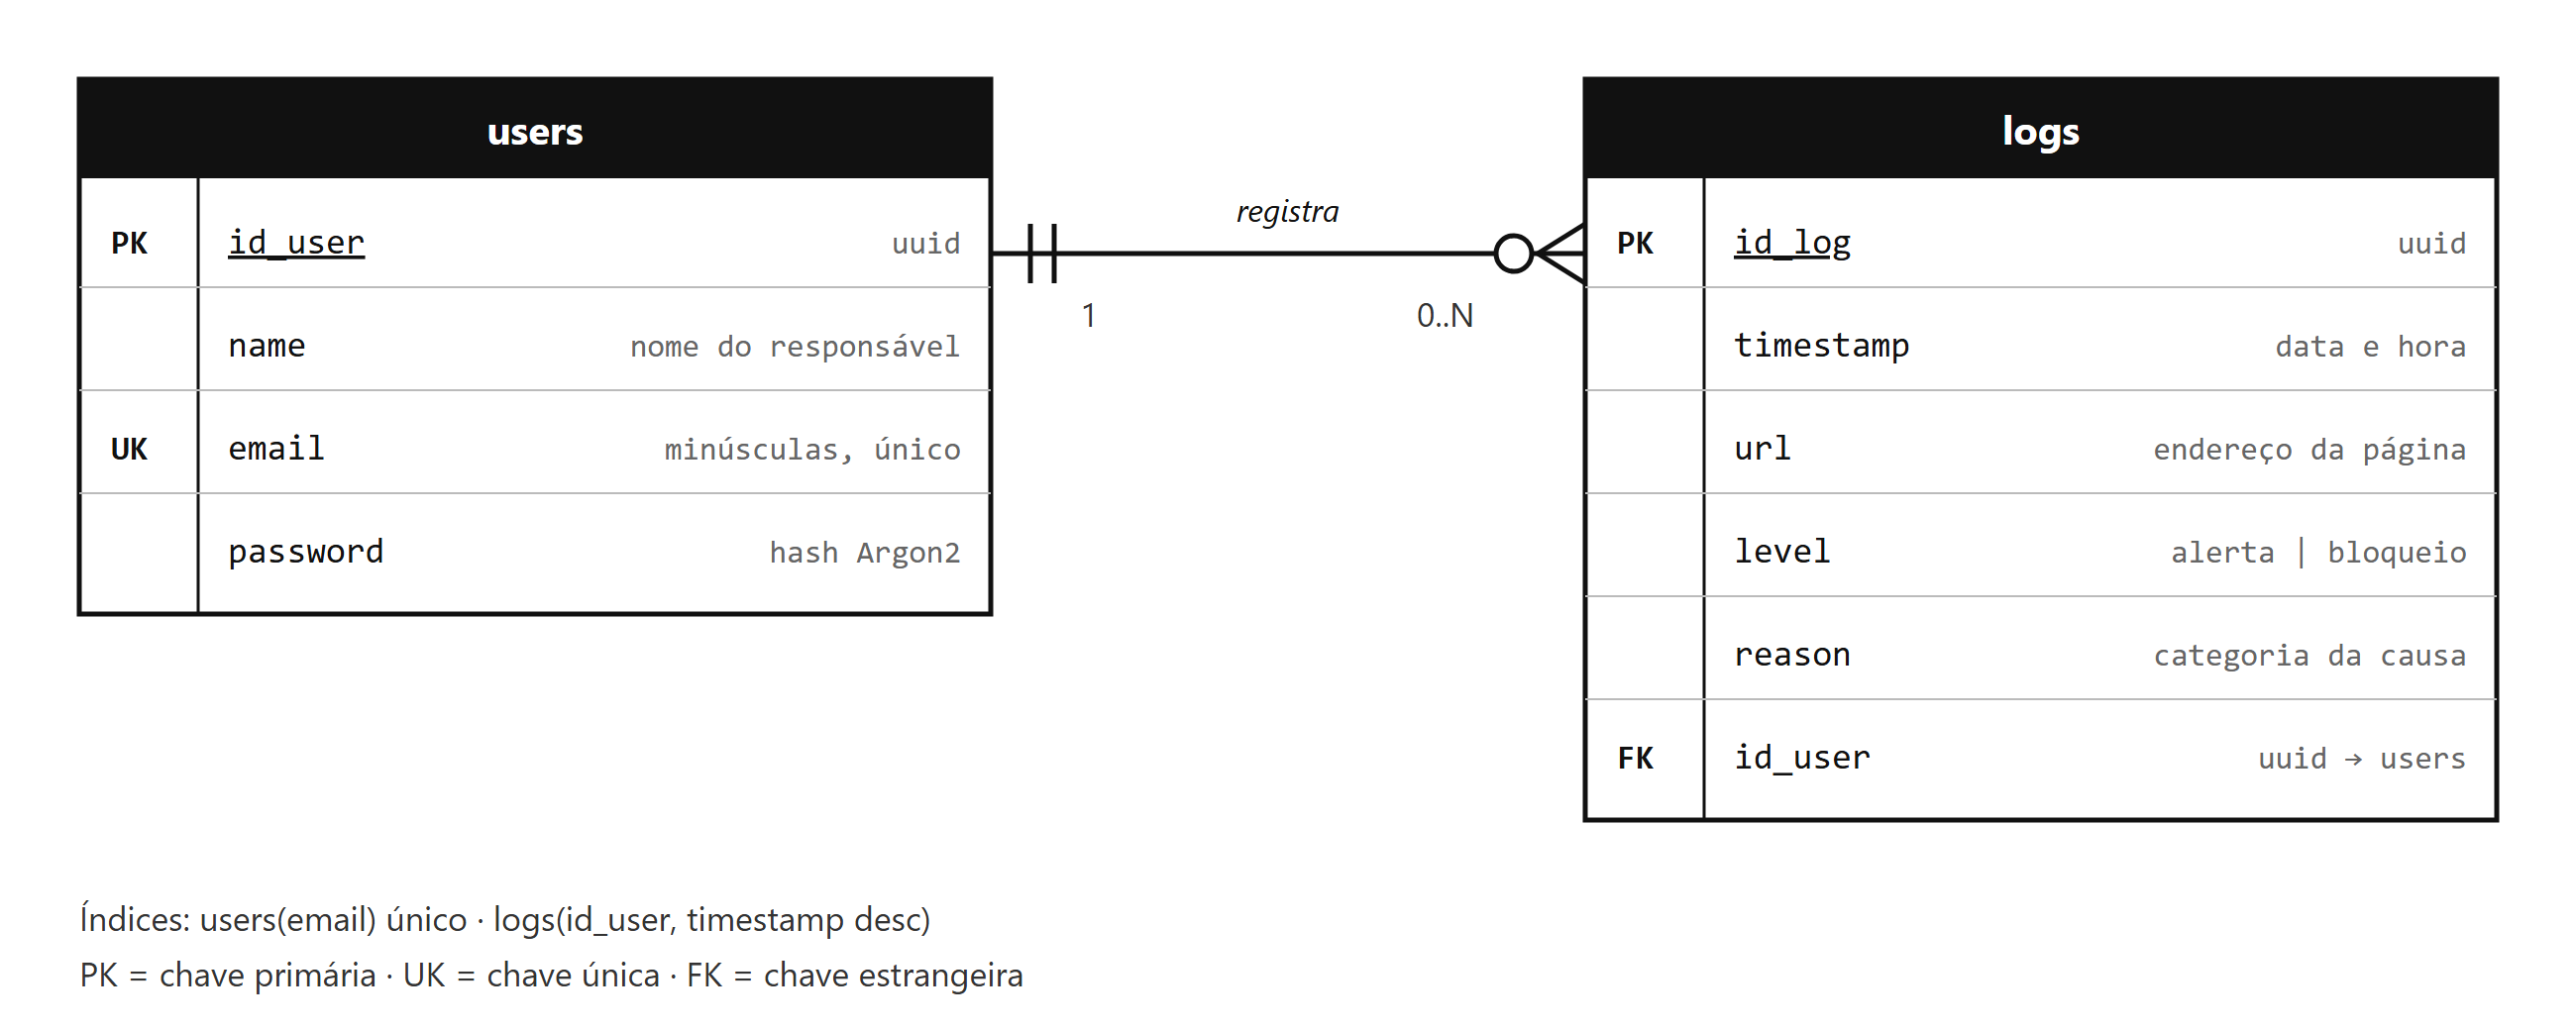 users
PK id_user uuid
name nome do responsável
UK email minúsculas, único
password hash Argon2
registra
1 0..N
logs
PK id_log uuid
timestamp data e hora
url endereço da página
level alerta | bloqueio
reason categoria da causa
FK id_user uuid → users
Índices: users(email) único · logs(id_user, timestamp desc)
PK = chave primária · UK = chave única · FK = chave estrangeira